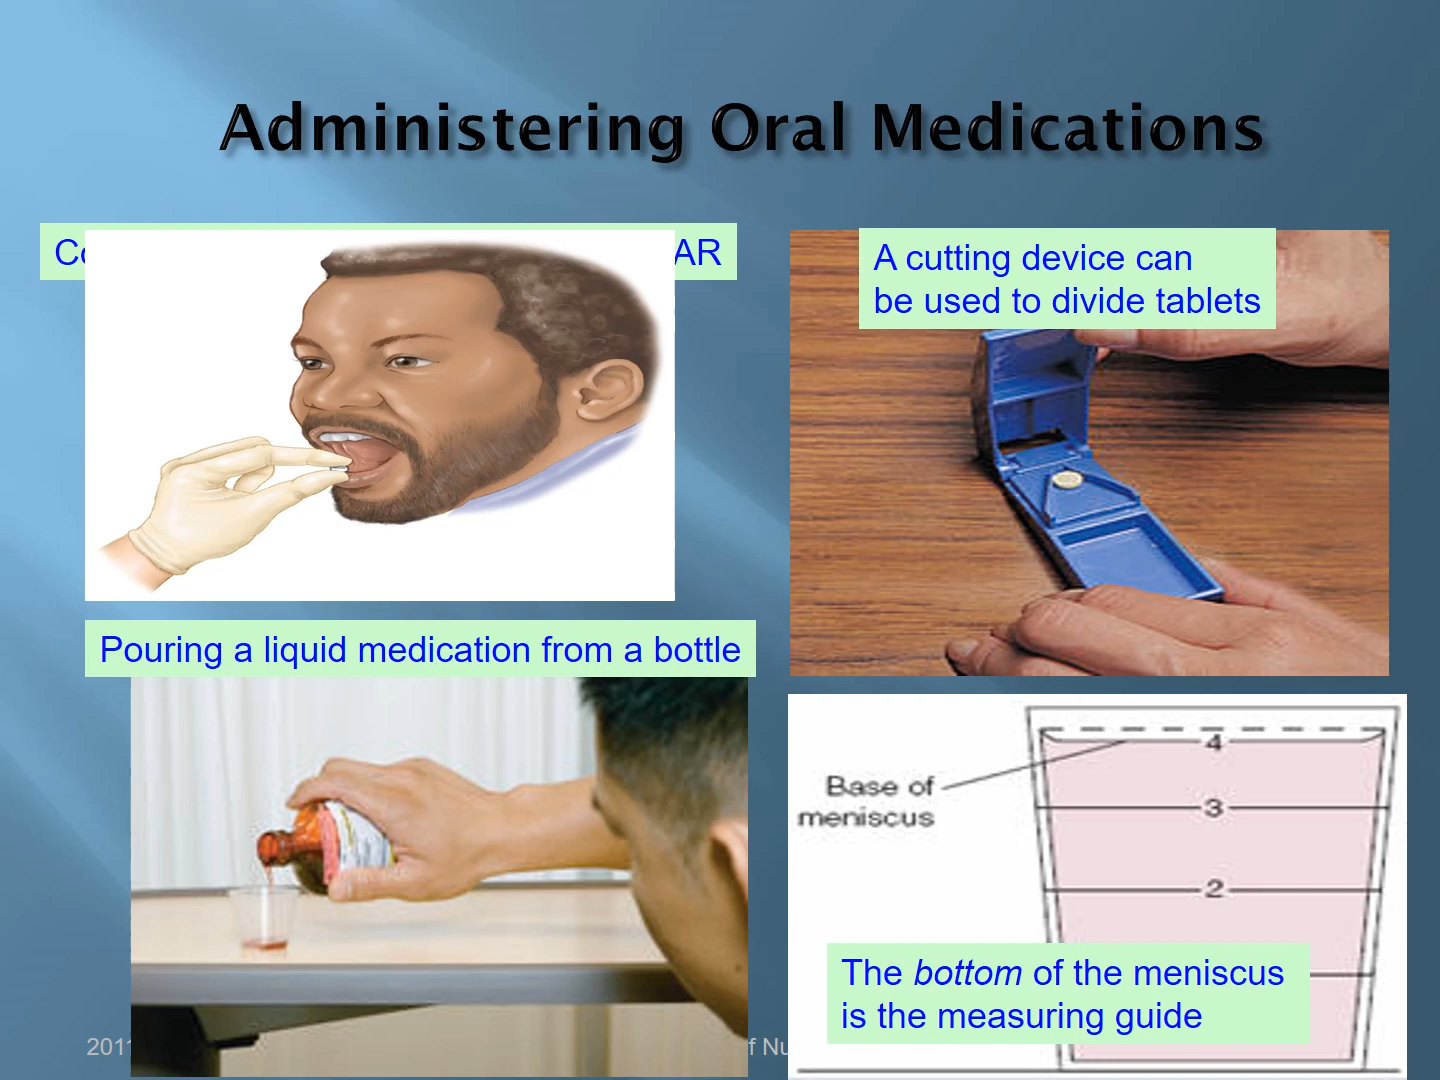 Administering Oral Medications
A cutting device can
be used to divide tablets
Pouring a liquid medication from a bottle
4
Base of
meniscus
3
2
The bottom of the meniscus
is the measuring guide